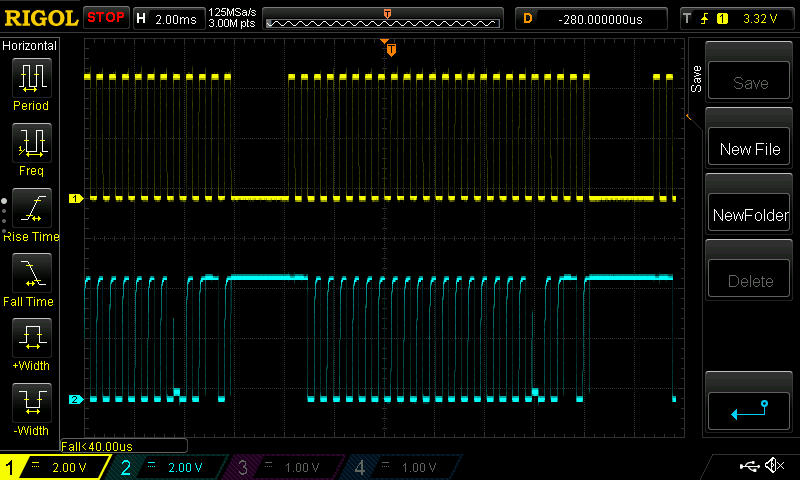 RIGOL STOP H 2.00ms 125MSa/s 3.00M pts T D -280.000000us T 1 3.32 V
Horizontal
T
Save
Save
Period
New File
Freq
1
NewFolder
Rise Time
Delete
Fall Time
+Width
2
-Width
Fall<40.00us
1 = 2.00 V 2 = 2.00 V 3 = 1.00 V 4 = 1.00 V